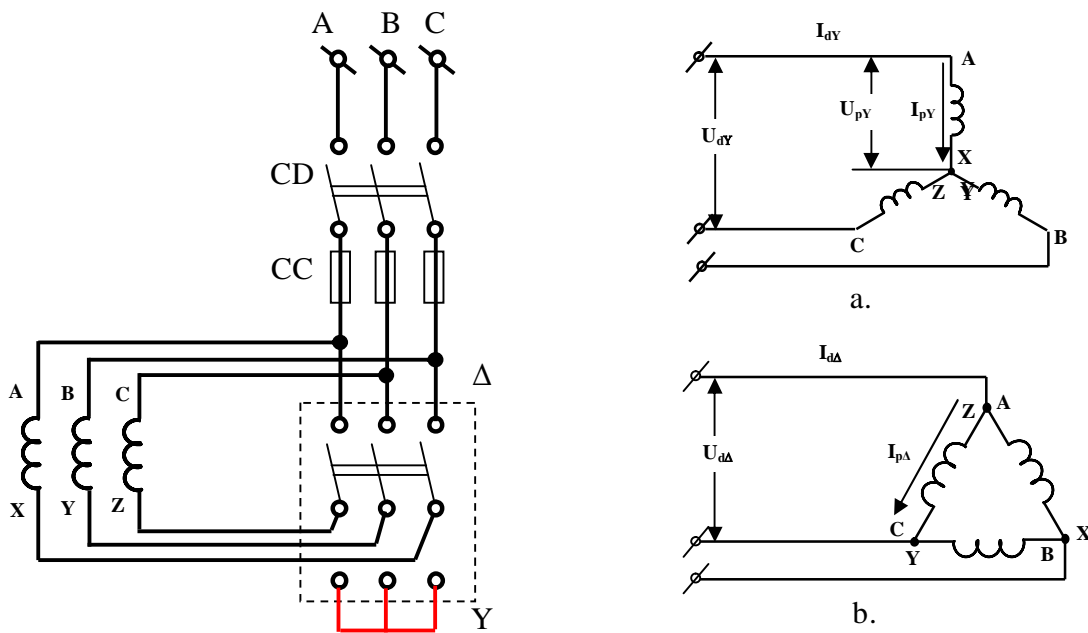 A B C
CD
CC
Δ
A B C
X Y Z
Y
I_dY
A
U_pY I_pY
U_dY
X
Z Y
C B
a.
I_dΔ
Z A
U_dΔ I_pΔ
C B X
Y
b.